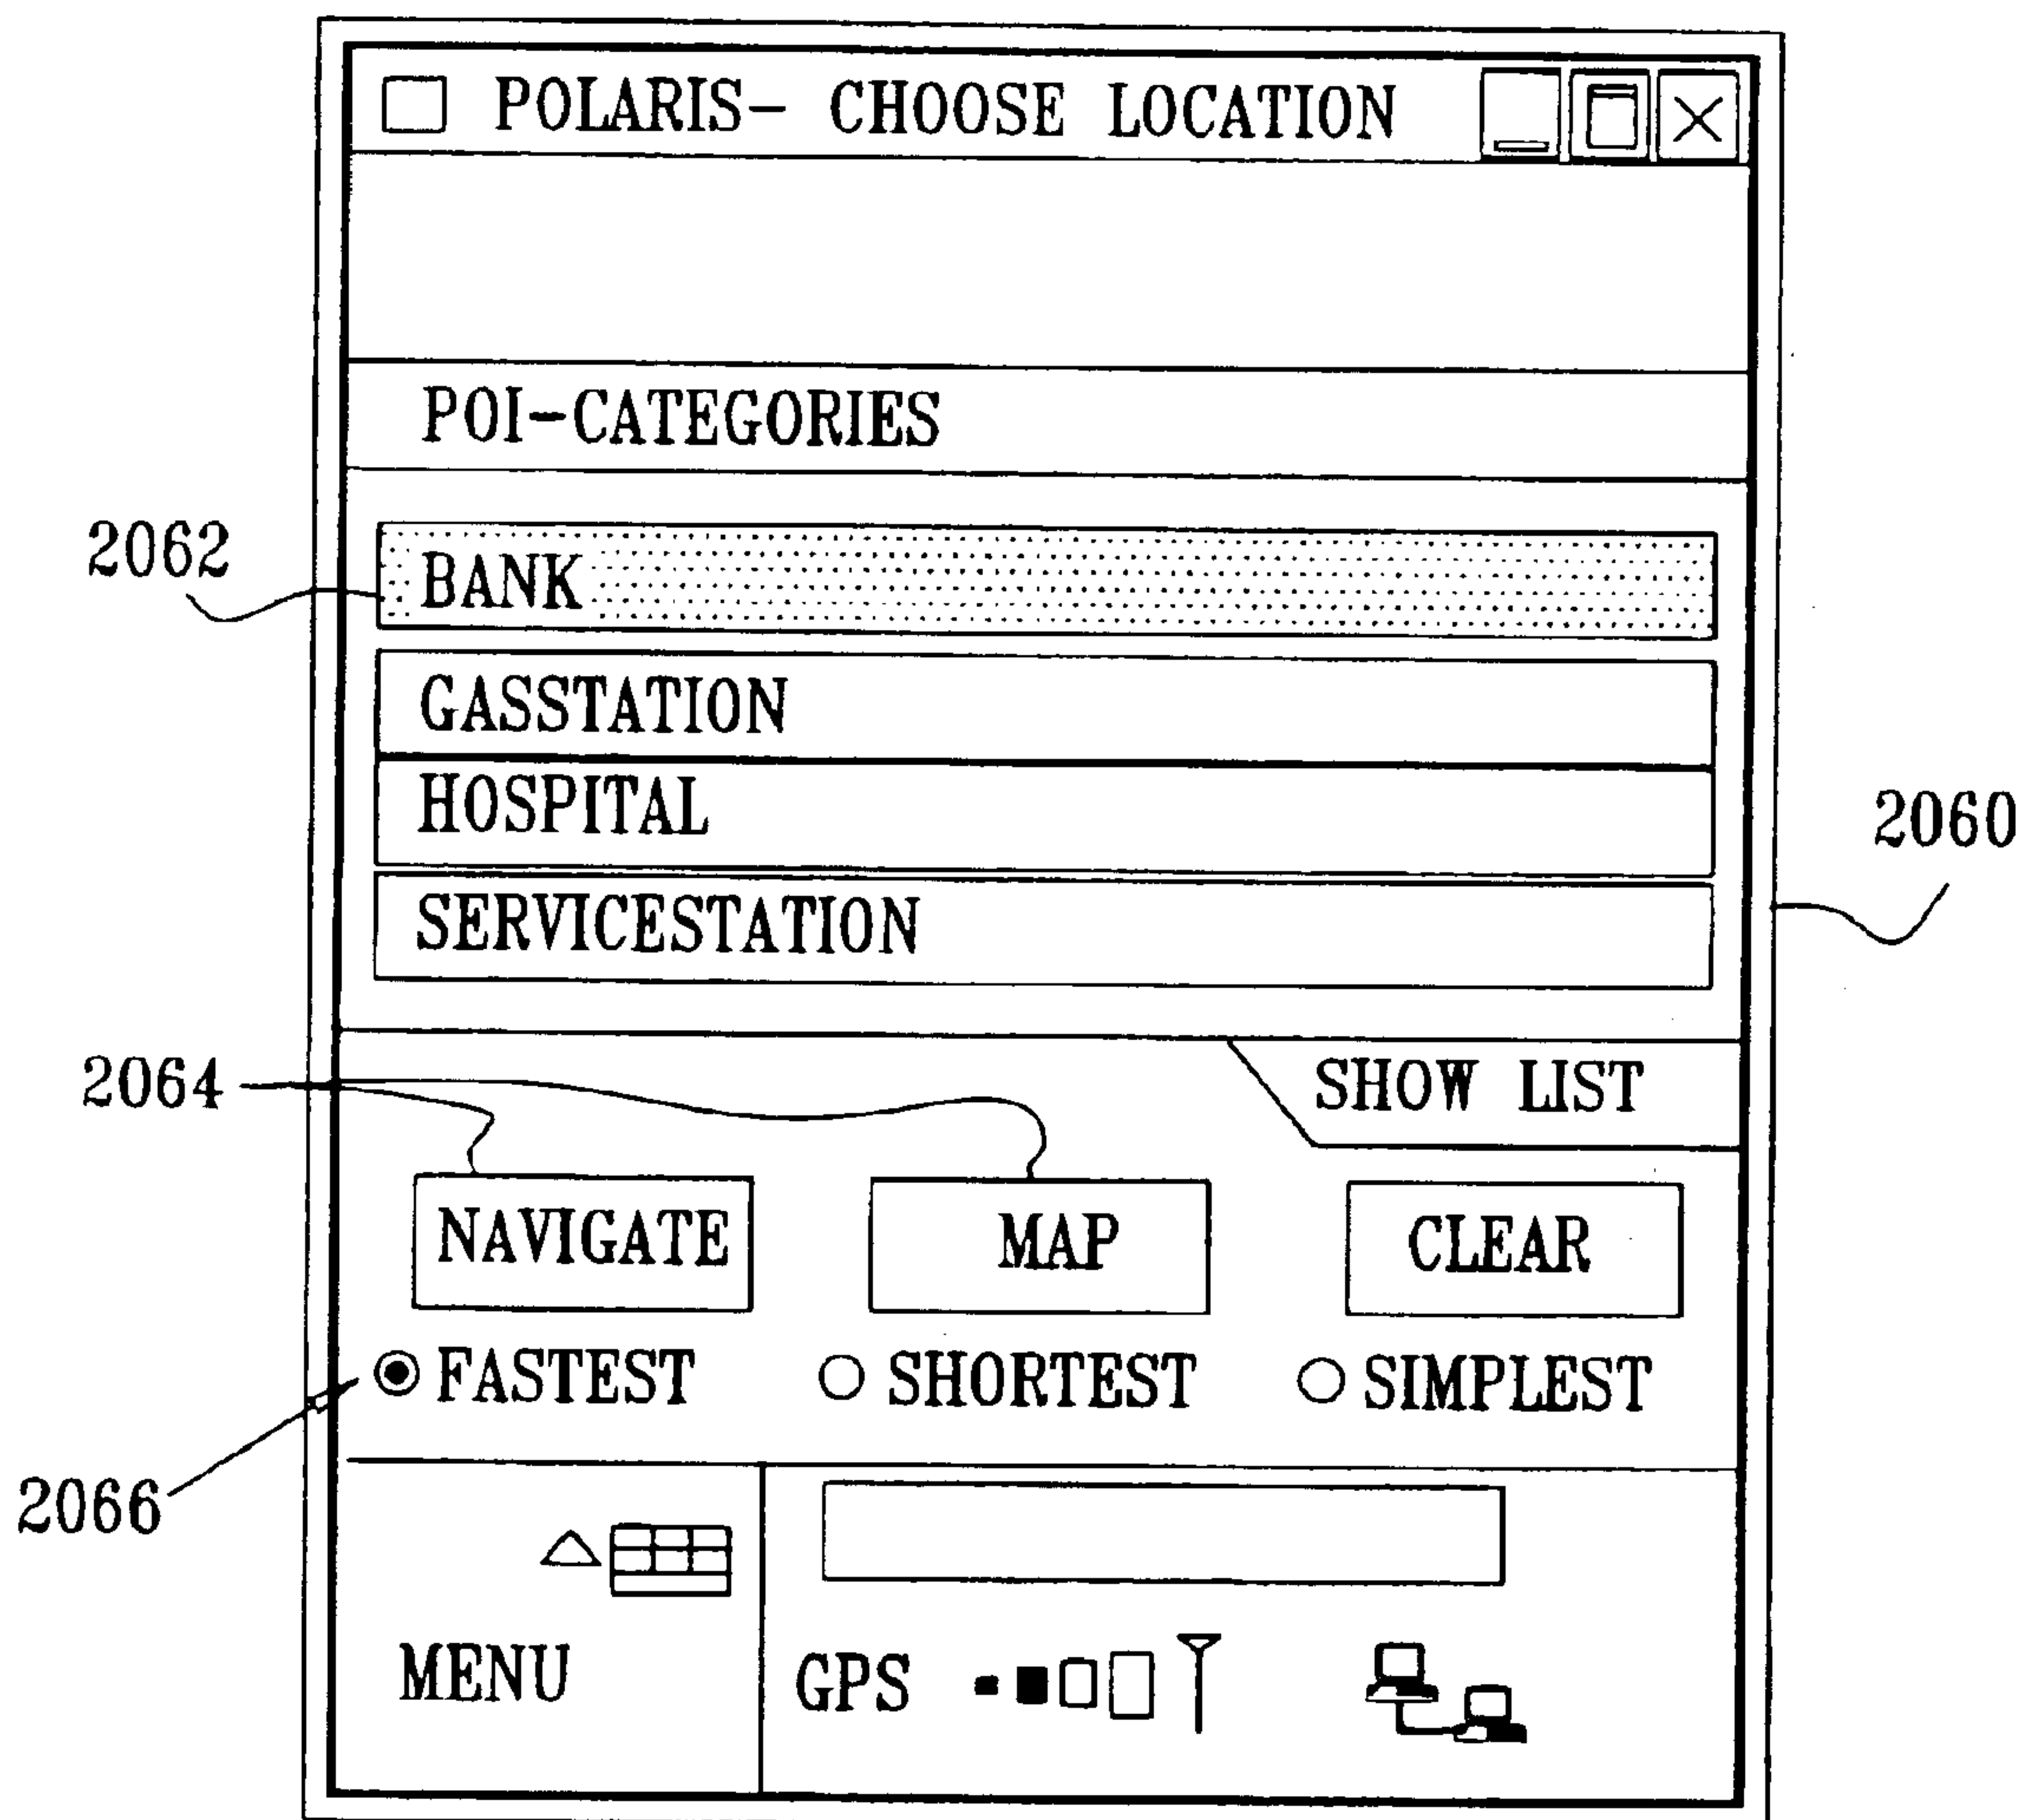 POLARIS- CHOOSE LOCATION
POI-CATEGORIES
2062
BANK
GASSTATION
HOSPITAL
2060
SERVICESTATION
2064
SHOW LIST
NAVIGATE MAP CLEAR
FASTEST SHORTEST SIMPLEST
2066
MENU GPS